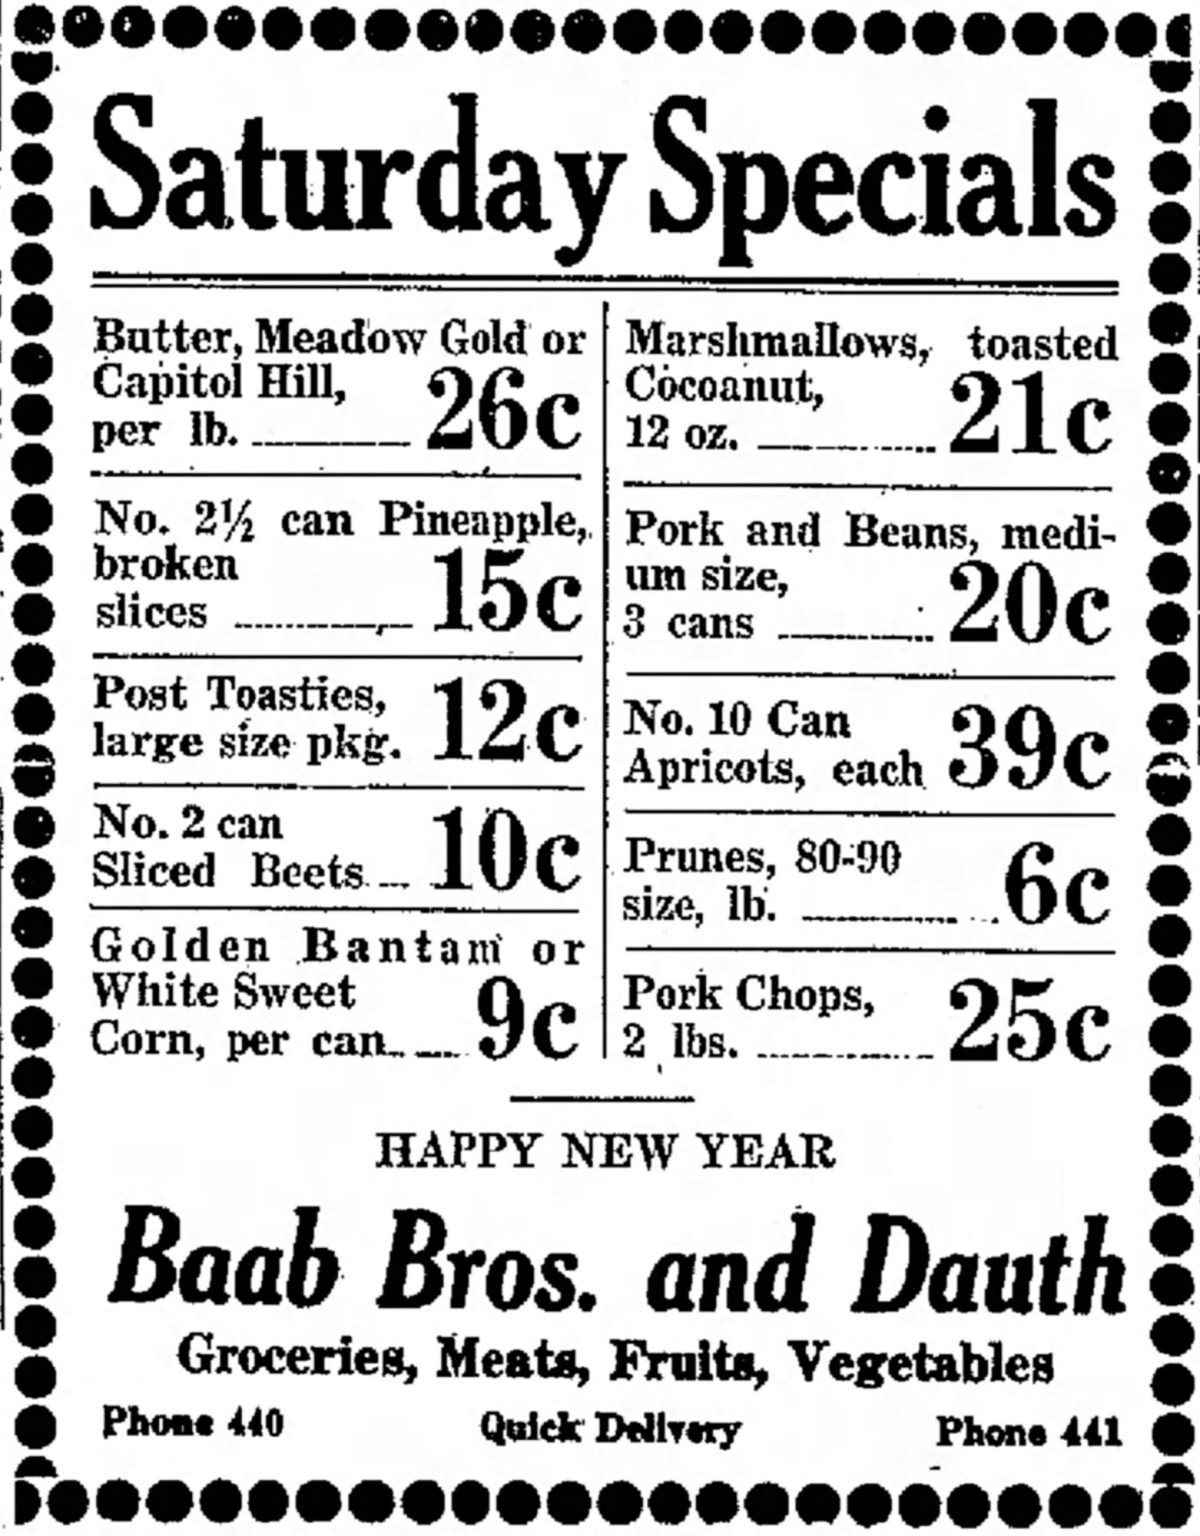 Saturday Specials
Butter, Meadow Gold or
Capitol Hill,
per lb. 26c
No. 2½ can Pineapple,
broken
slices 15c
Post Toasties,
large size pkg. 12c
No. 2 can
Sliced Beets 10c
Golden Bantam or
White Sweet
Corn, per can 9c
Marshmallows, toasted
Cocoanut,
12 oz. 21c
Pork and Beans, medi-
um size,
3 cans 20c
No. 10 Can
Apricots, each 39c
Prunes, 80-90
size, lb. 6c
Pork Chops,
2 lbs. 25c
HAPPY NEW YEAR
Baab Bros. and Dauth
Groceries, Meats, Fruits, Vegetables
Phone 440 Quick Delivery Phone 441